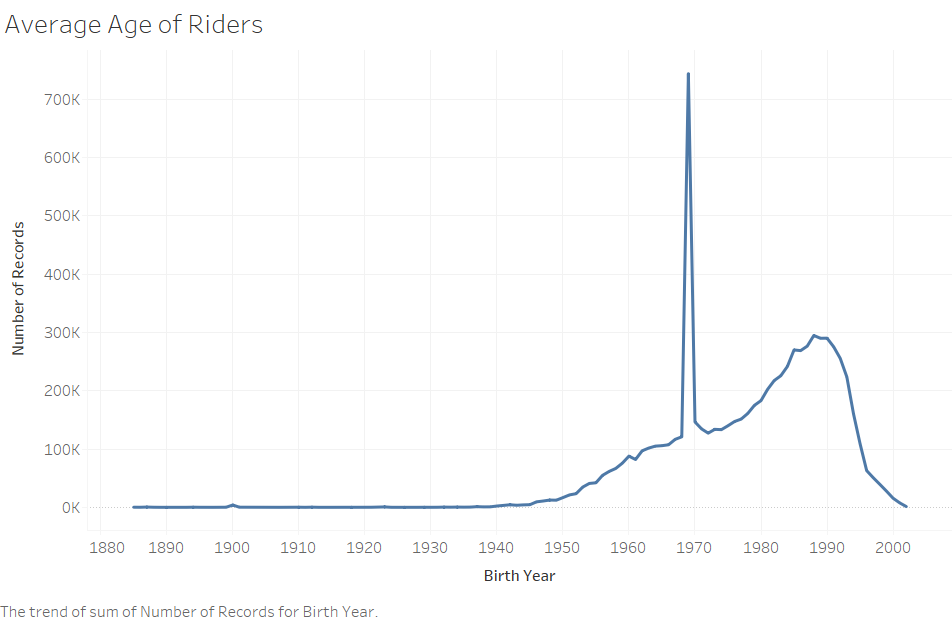 Average Age of Riders
700K
600K
500K
400K
300K
200K
100K
0K
Number of Records
1880 1890 1900 1910 1920 1930 1940 1950 1960 1970 1980 1990 2000
Birth Year
The trend of sum of Number of Records for Birth Year.